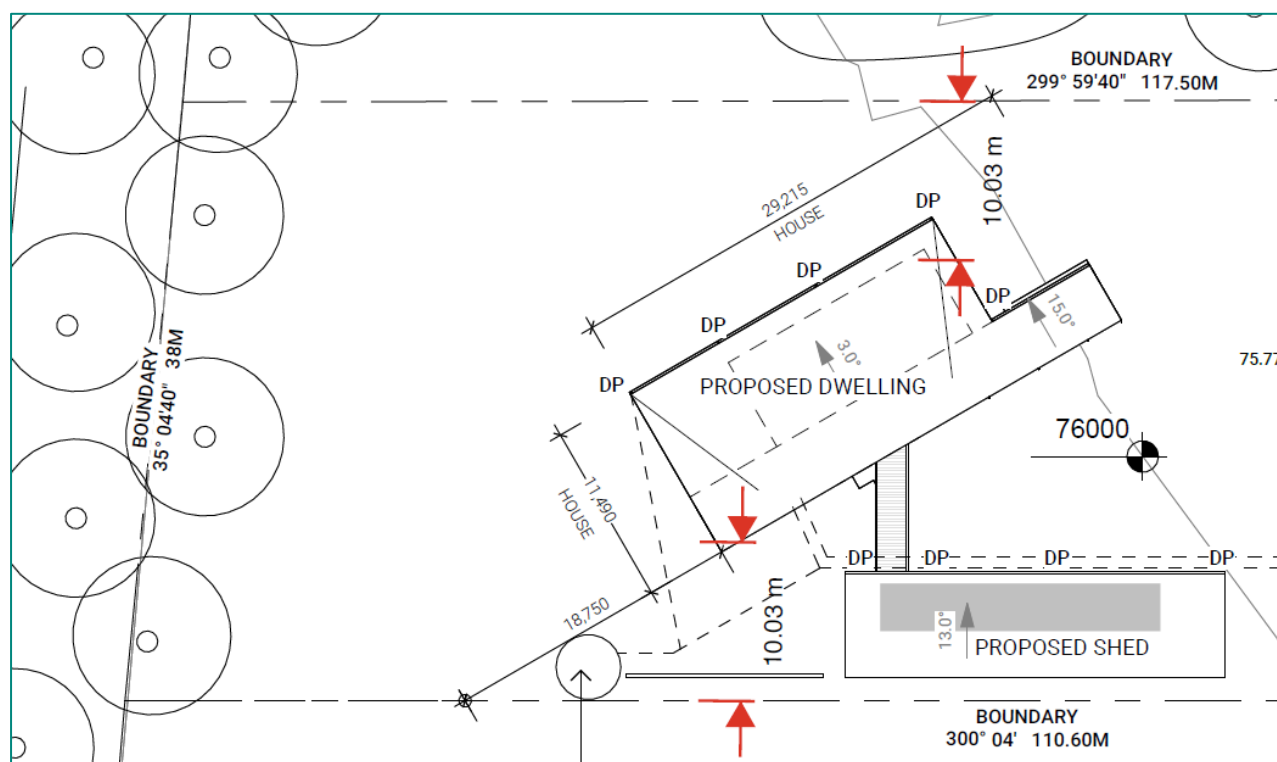 BOUNDARY
299° 59'40" 117.50M
10.03 m
29,215
HOUSE
DP
DP
DP
DP
DP
15.0°
3.0°
PROPOSED DWELLING
75.77
BOUNDARY
35° 04'40" 38M
76000
11,490
HOUSE
18,750
10.03 m
DP
DP
DP
DP
13.0°
PROPOSED SHED
BOUNDARY
300° 04' 110.60M